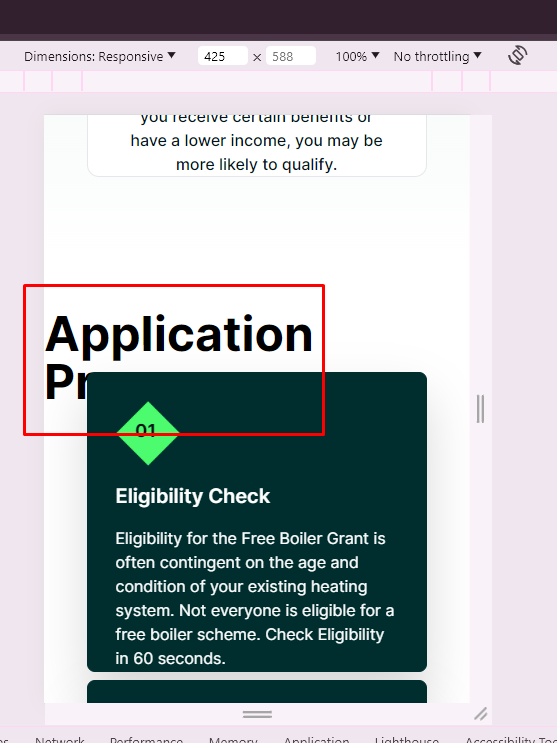 Dimensions: Responsive 425 × 588 100% No throttling
you receive certain benefits or
have a lower income, you may be
more likely to qualify.
Application
Pr
01
Eligibility Check
Eligibility for the Free Boiler Grant is
often contingent on the age and
condition of your existing heating
system. Not everyone is eligible for a
free boiler scheme. Check Eligibility
in 60 seconds.
Network Performance Memory Application Lighthouse Accessibility